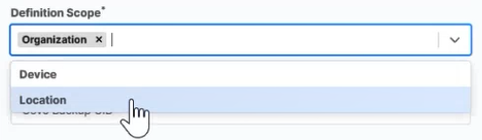 Definition Scope*
Organization ×
Device
Location